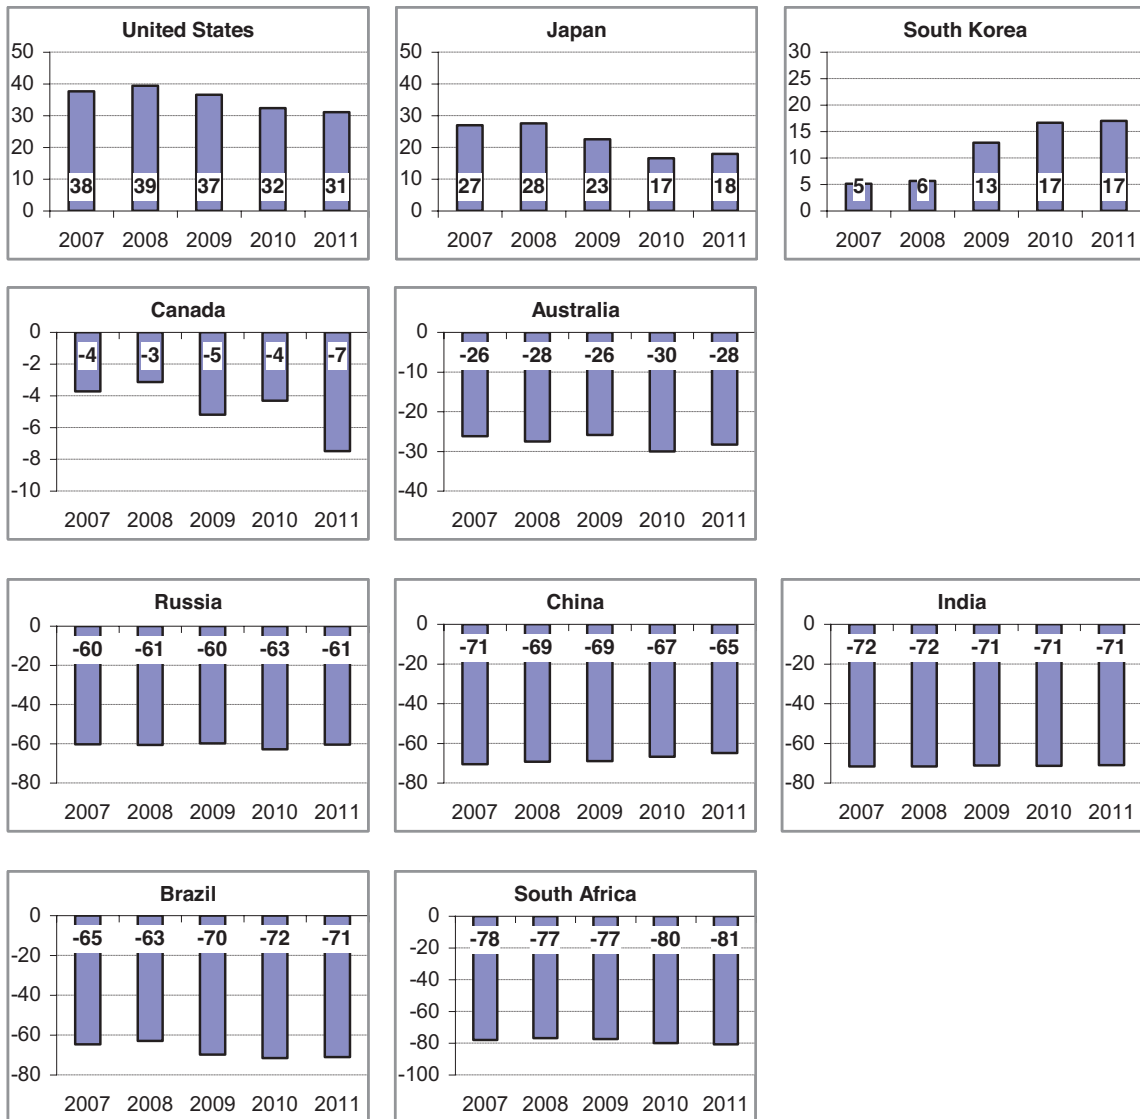 United States
50
40
30
20
10
0
38 39 37 32 31
2007 2008 2009 2010 2011
Japan
50
40
30
20
10
0
27 28 23 17 18
2007 2008 2009 2010 2011
South Korea
30
25
20
15
10
5
0
5 6 13 17 17
2007 2008 2009 2010 2011
Canada
0
-2
-4
-6
-8
-10
-4 -3 -5 -4 -7
2007 2008 2009 2010 2011
Australia
0
-10
-20
-30
-40
-26 -28 -26 -30 -28
2007 2008 2009 2010 2011
Russia
0
-20
-40
-60
-80
-60 -61 -60 -63 -61
2007 2008 2009 2010 2011
China
0
-20
-40
-60
-80
-71 -69 -69 -67 -65
2007 2008 2009 2010 2011
India
0
-20
-40
-60
-80
-72 -72 -71 -71 -71
2007 2008 2009 2010 2011
Brazil
0
-20
-40
-60
-80
-65 -63 -70 -72 -71
2007 2008 2009 2010 2011
South Africa
0
-20
-40
-60
-80
-100
-78 -77 -77 -80 -81
2007 2008 2009 2010 2011